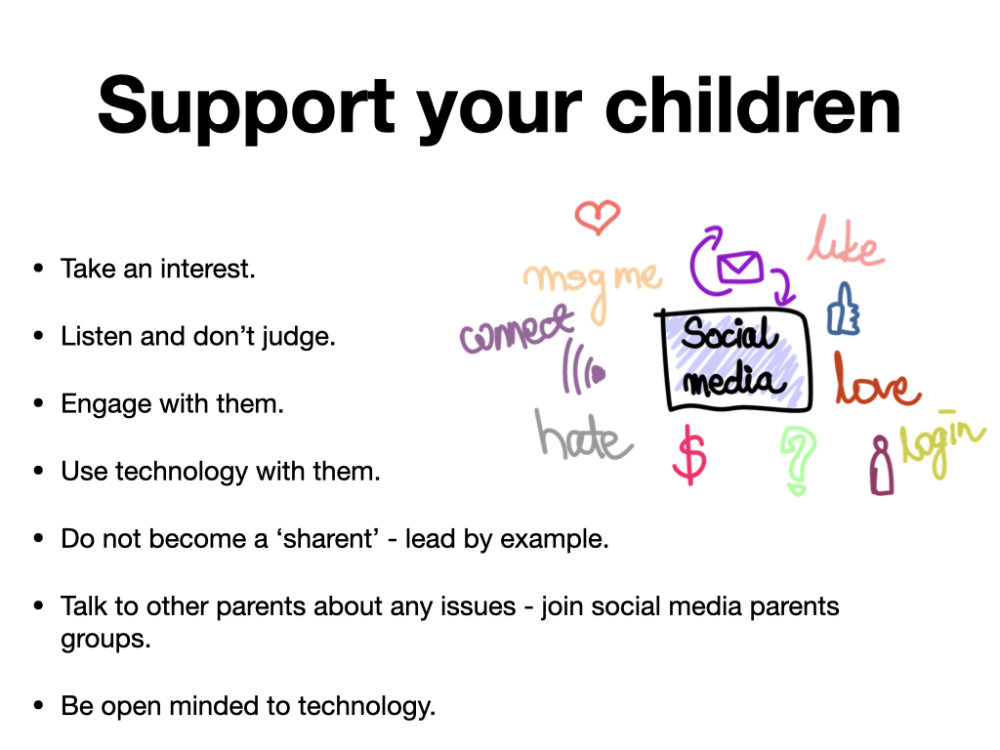 Support your children
• Take an interest.
• Listen and don’t judge.
• Engage with them.
• Use technology with them.
• Do not become a ‘sharent’ - lead by example.
• Talk to other parents about any issues - join social media parents
groups.
• Be open minded to technology.
like
msg me
connect
Social
media
love
hate
$
?
login